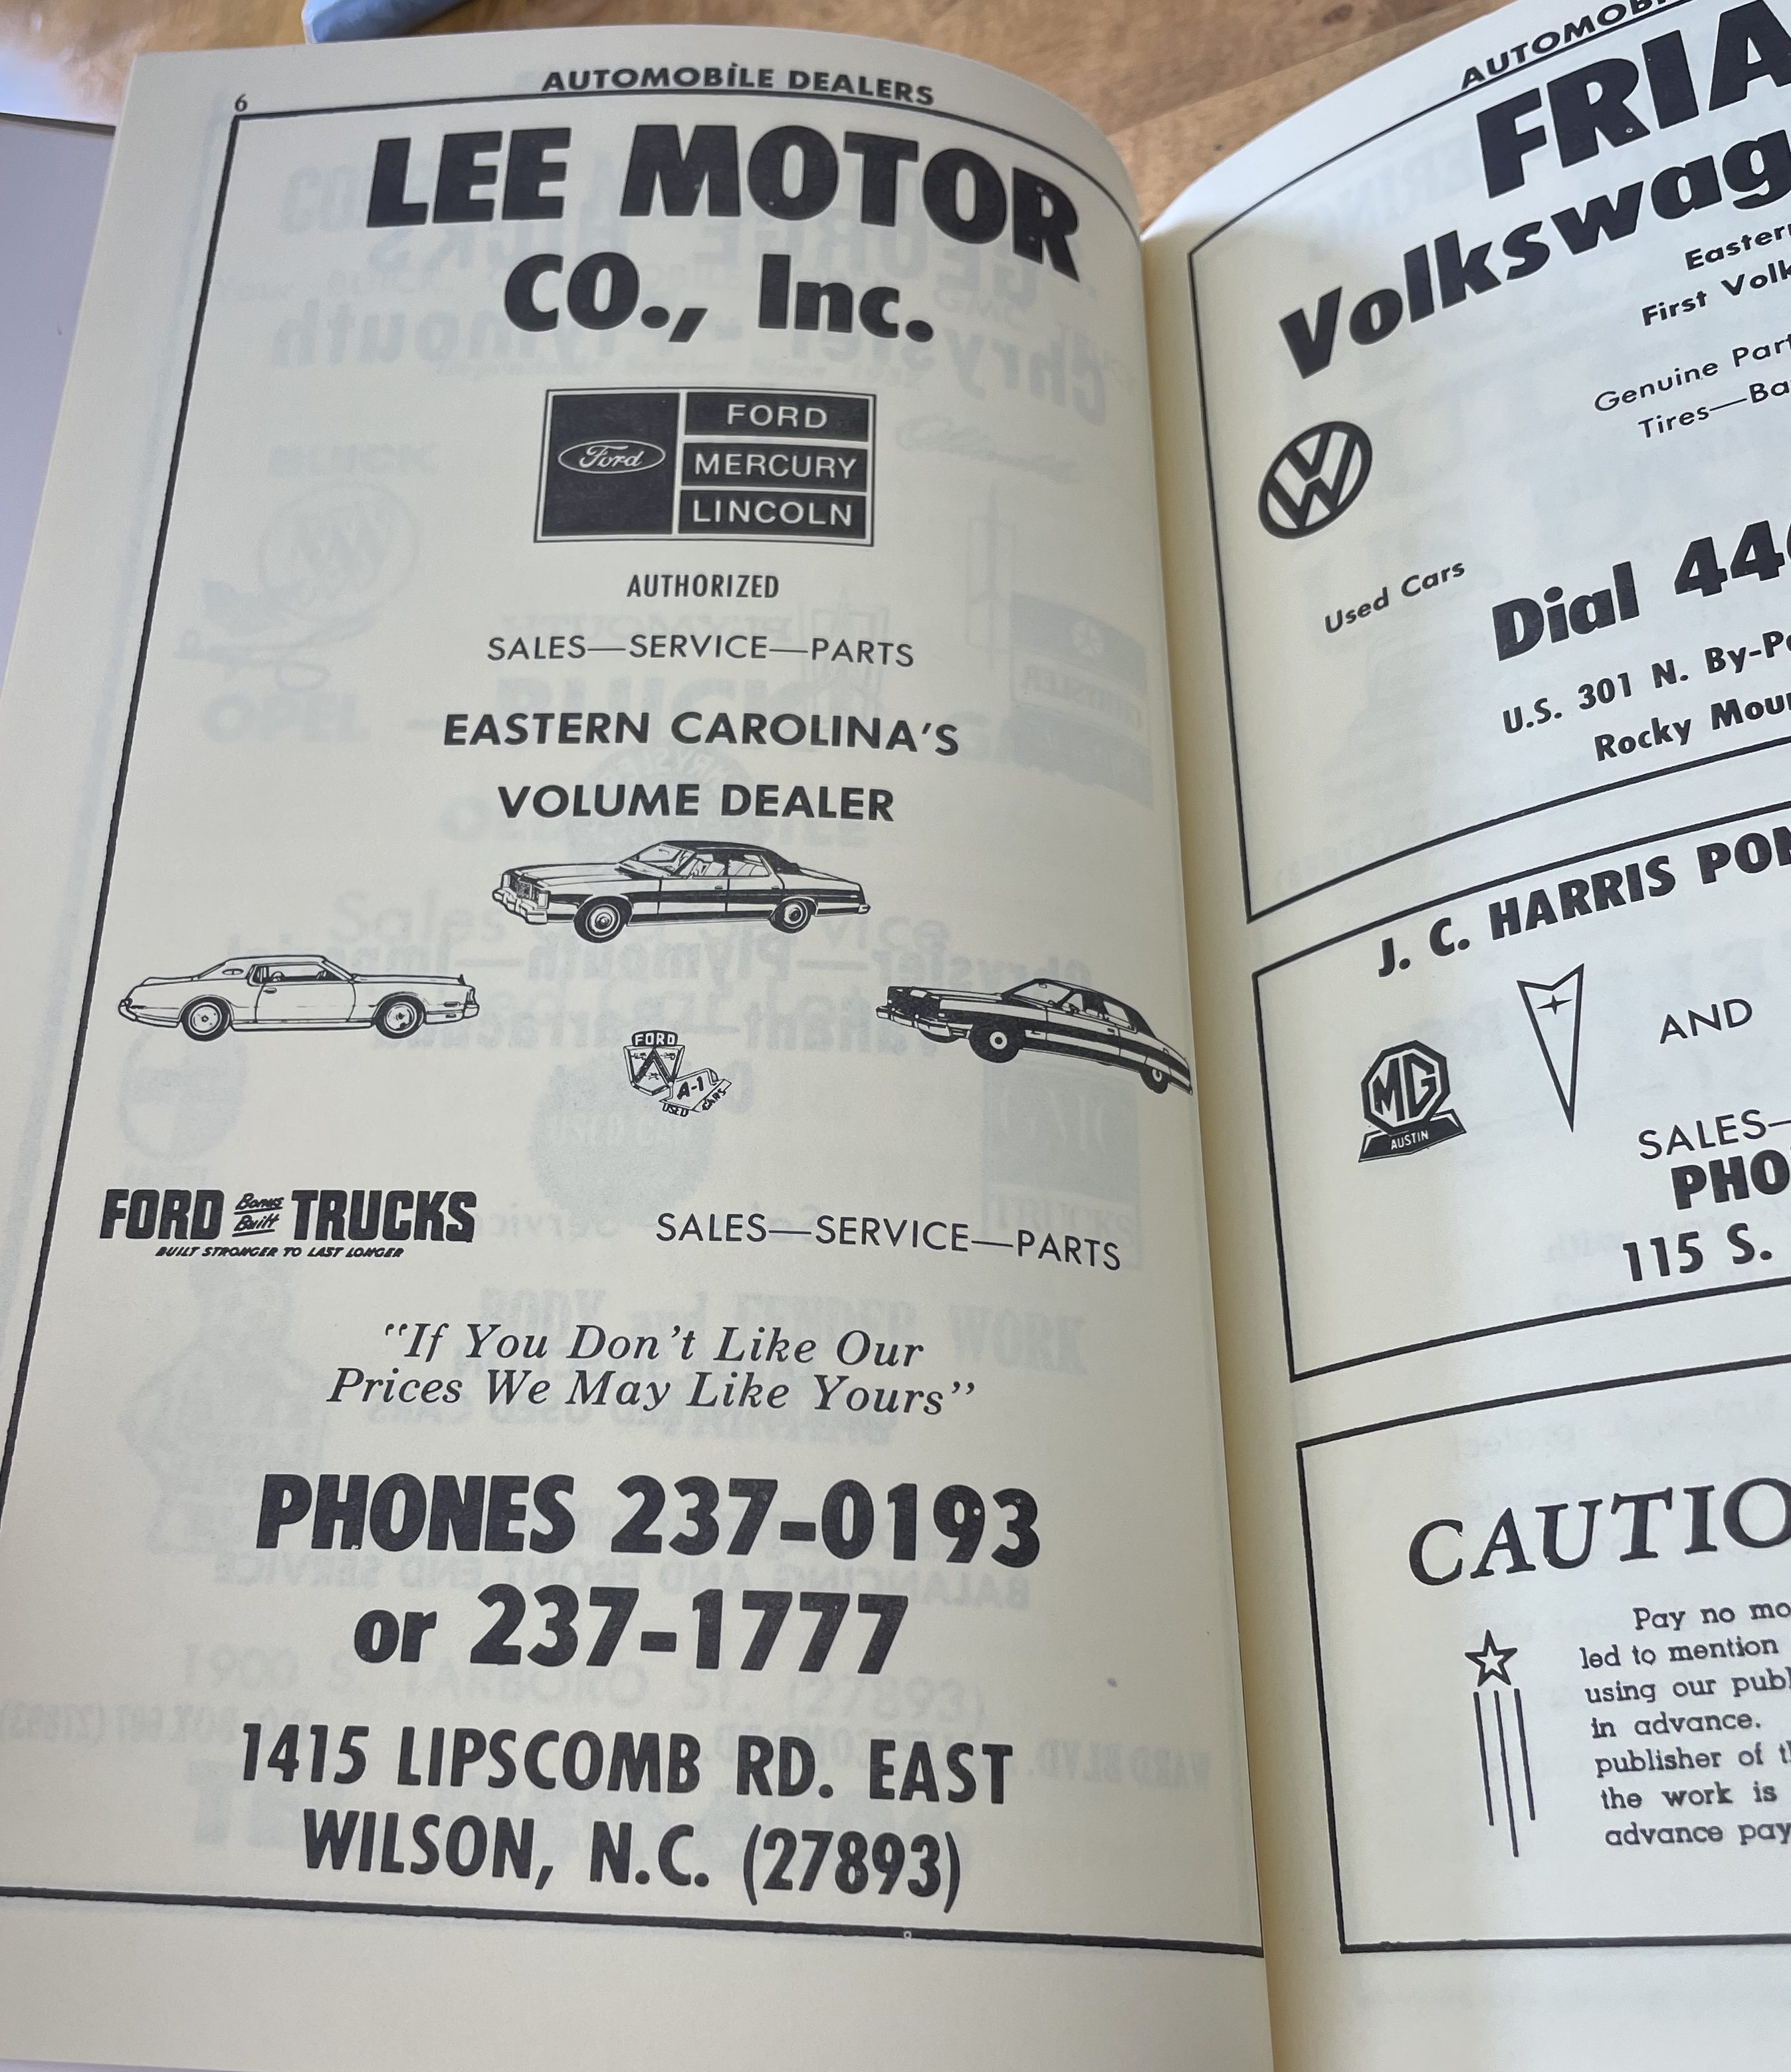 6
AUTOMOBILE DEALERS
LEE MOTOR
CO., Inc.
Ford
FORD
MERCURY
LINCOLN
AUTHORIZED
SALES—SERVICE—PARTS
EASTERN CAROLINA'S
VOLUME DEALER
FORD
A-1
USED CARS
FORD Bonus Built TRUCKS
BUILT STRONGER TO LAST LONGER
SALES—SERVICE—PARTS
"If You Don't Like Our
Prices We May Like Yours"
PHONES 237-0193
or 237-1777
1415 LIPSCOMB RD. EAST
WILSON, N.C. (27893)
AUTOMOBI
FRIA
Volkswag
Eastern
First Volk
Genuine Part
Tires—Ba
VW
Used Cars
Dial 44
U.S. 301 N. By-P
Rocky Mou
J. C. HARRIS PON
MG
AUSTIN
AND
SALES—
PHO
115 S.
CAUTIO
Pay no mo
led to mention
using our publ
in advance.
publisher of t
the work is
advance pay